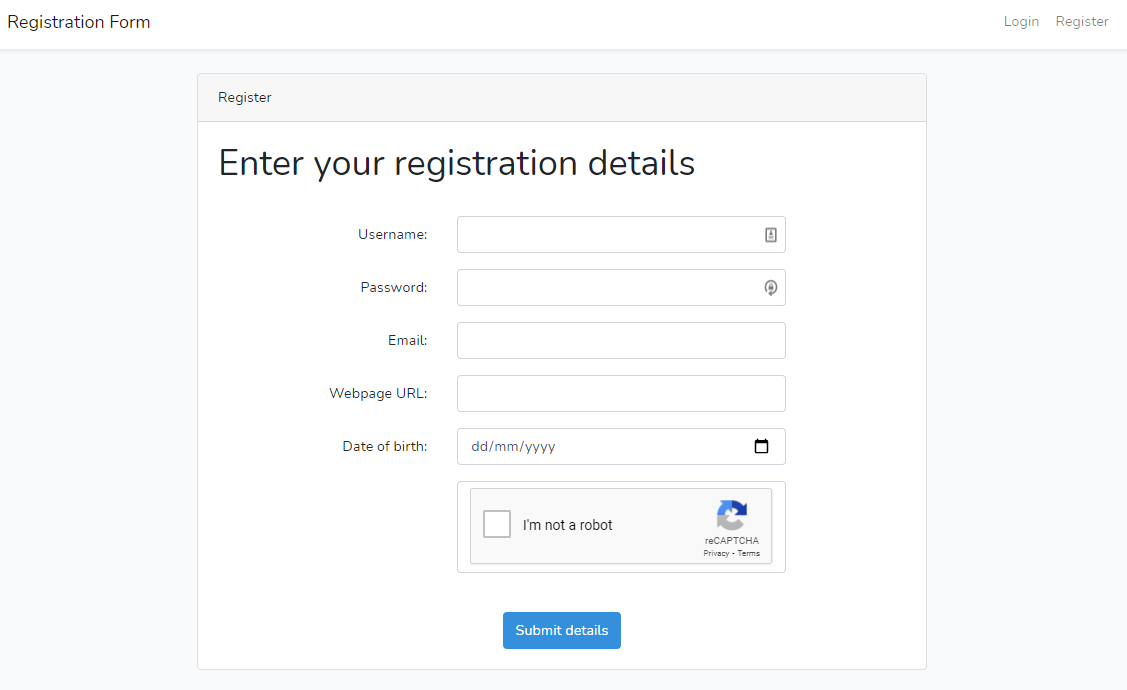 Registration Form
Login Register
Register
Enter your registration details
Username:
Password:
Email:
Webpage URL:
Date of birth: dd/mm/yyyy
I'm not a robot
reCAPTCHA
Privacy - Terms
Submit details